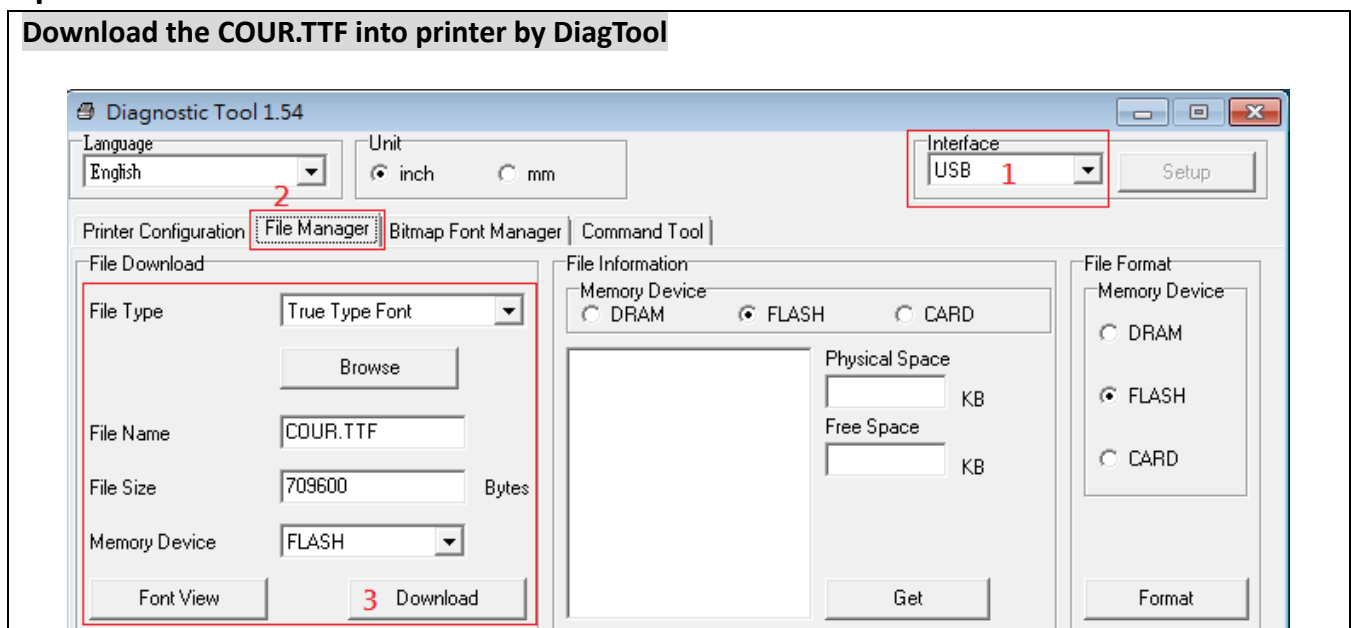 Download the COUR.TTF into printer by DiagTool
Diagnostic Tool 1.54
Language
English
2
Unit
inch
mm
Interface
USB
1
Setup
Printer Configuration
File Manager
Bitmap Font Manager
Command Tool
File Download
File Type
True Type Font
Browse
File Name
COUR.TTF
File Size
709600
Bytes
Memory Device
FLASH
Font View
3
Download
File Information
Memory Device
DRAM
FLASH
CARD
Physical Space
KB
Free Space
KB
Get
File Format
Memory Device
DRAM
FLASH
CARD
Format